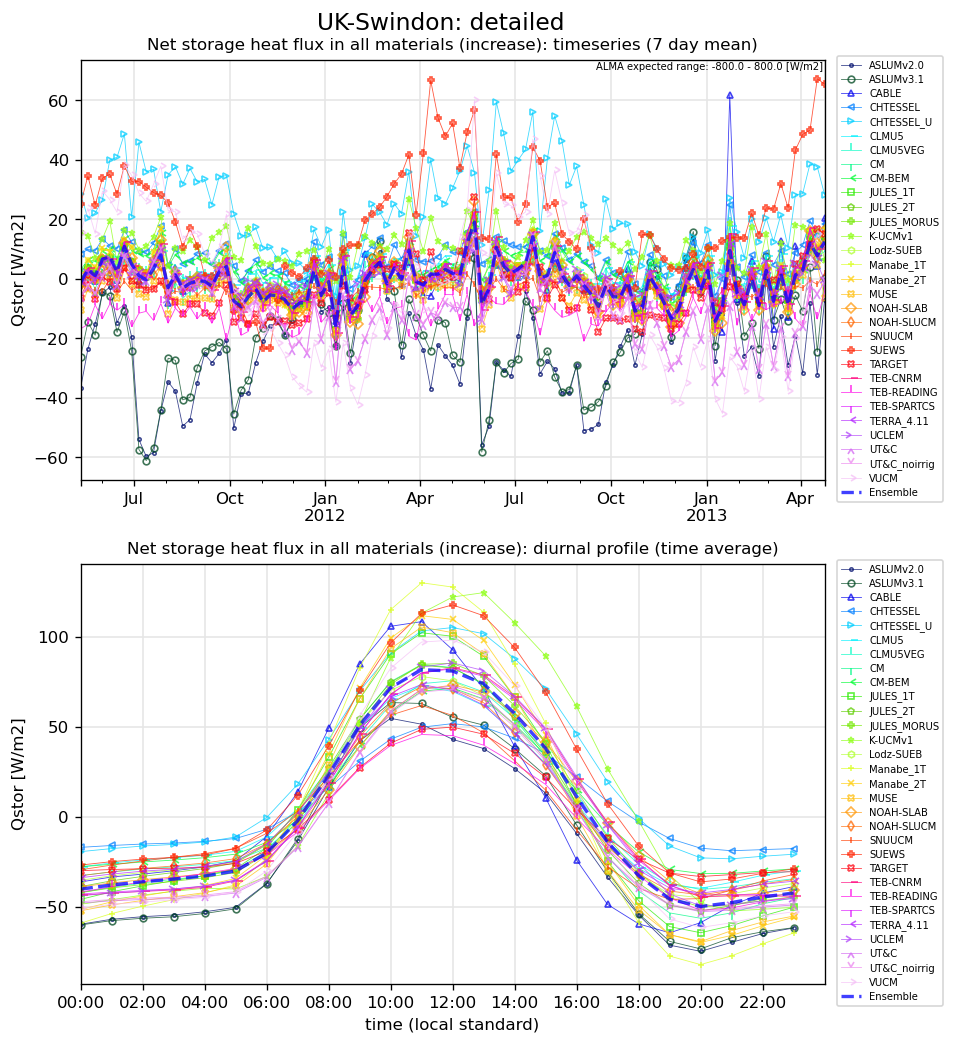 UK-Swindon: detailed
Net storage heat flux in all materials (increase): timeseries (7 day mean)
ALMA expected range: -800.0 - 800.0 [W/m2]
Qstor [W/m2]
60
40
20
0
−20
−40
−60
Jul
Oct
Jan
2012
Apr
Jul
Oct
Jan
2013
Apr
ASLUMv2.0
ASLUMv3.1
CABLE
CHTESSEL
CHTESSEL_U
CLMU5
CLMU5VEG
CM
CM-BEM
JULES_1T
JULES_2T
JULES_MORUS
K-UCMv1
Lodz-SUEB
Manabe_1T
Manabe_2T
MUSE
NOAH-SLAB
NOAH-SLUCM
SNUUCM
SUEWS
TARGET
TEB-CNRM
TEB-READING
TEB-SPARTCS
TERRA_4.11
UCLEM
UT&C
UT&C_noirrig
VUCM
Ensemble
Net storage heat flux in all materials (increase): diurnal profile (time average)
Qstor [W/m2]
100
50
0
−50
00:00
02:00
04:00
06:00
08:00
10:00
12:00
14:00
16:00
18:00
20:00
22:00
time (local standard)
ASLUMv2.0
ASLUMv3.1
CABLE
CHTESSEL
CHTESSEL_U
CLMU5
CLMU5VEG
CM
CM-BEM
JULES_1T
JULES_2T
JULES_MORUS
K-UCMv1
Lodz-SUEB
Manabe_1T
Manabe_2T
MUSE
NOAH-SLAB
NOAH-SLUCM
SNUUCM
SUEWS
TARGET
TEB-CNRM
TEB-READING
TEB-SPARTCS
TERRA_4.11
UCLEM
UT&C
UT&C_noirrig
VUCM
Ensemble